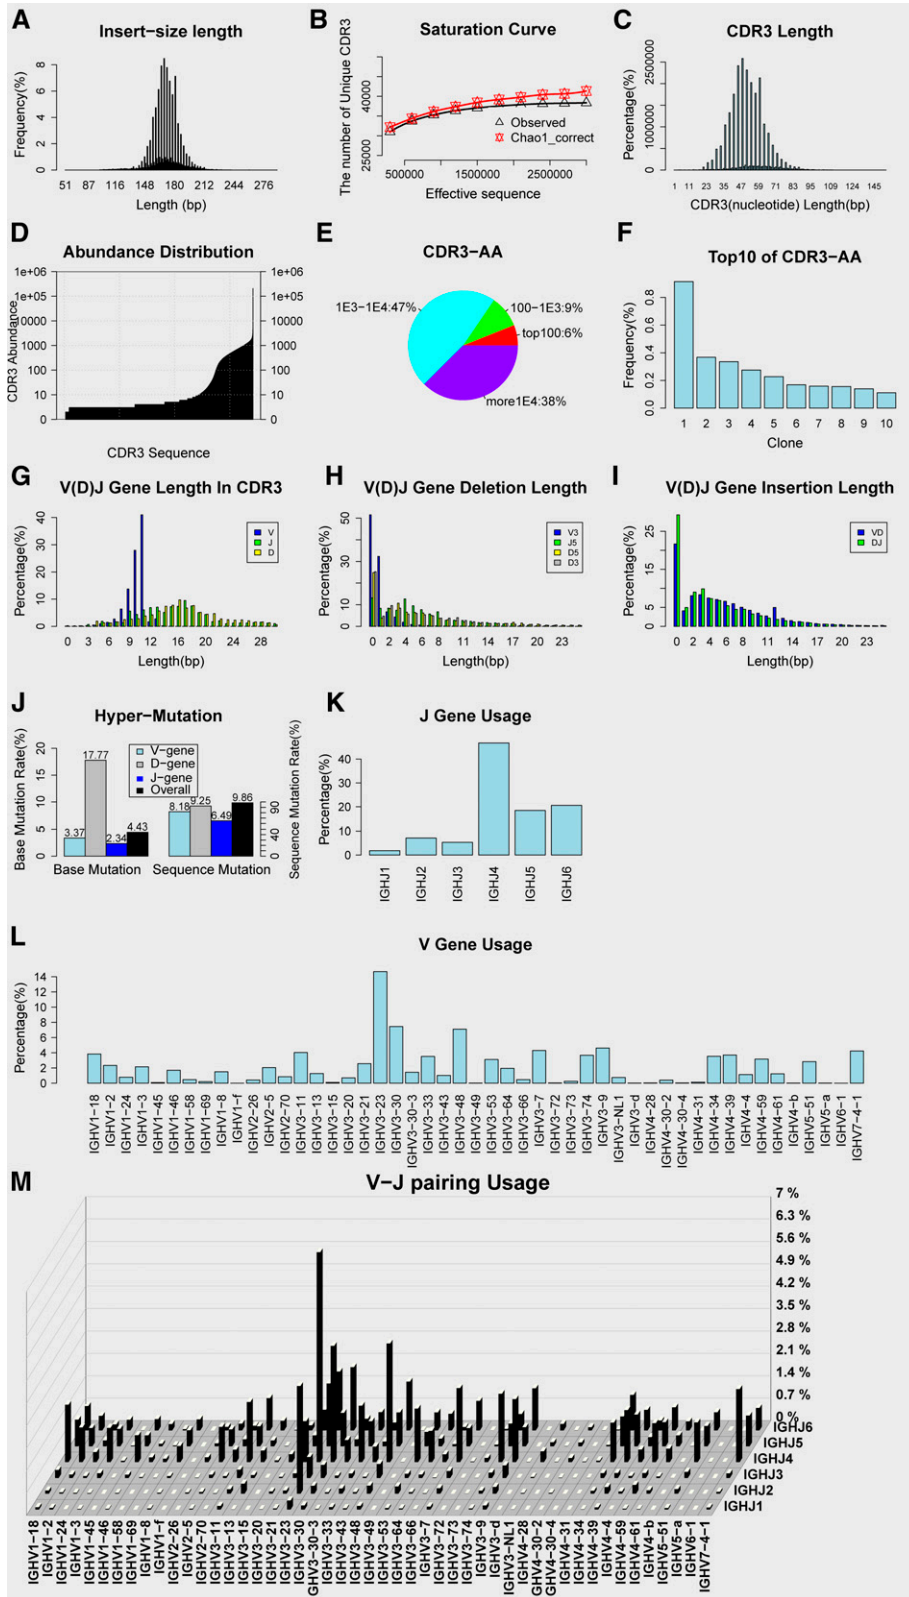 A
Insert−size length
Frequency(%)
8
6
4
2
0
51 87 116 148 180 212 244 276
Length (bp)
B
Saturation Curve
The number of Unique CDR3
40000
25000
Observed
Chao1_correct
5000000 1500000 2500000
Effective sequence
C
CDR3 Length
Percentage(%)
2500000
1000000
0
1 11 23 35 47 59 71 83 95 109 124 145
CDR3(nucleotide) Length(bp)
D
Abundance Distribution
CDR3 Abundance
1e+06 1e+06
1e+05 1e+05
10000 10000
1000 1000
100 100
10 10
0 0
CDR3 Sequence
E
CDR3−AA
1E3−1E4:47%
100−1E3:9%
top100:6%
more1E4:38%
F
Top10 of CDR3−AA
Frequency(%)
0.8
0.6
0.4
0.2
0.0
1 2 3 4 5 6 7 8 9 10
Clone
G
V(D)J Gene Length In CDR3
Percentage(%)
40
30
20
10
0
V
J
D
0 3 6 9 12 16 20 24 28
Length(bp)
H
V(D)J Gene Deletion Length
Percentage(%)
50
30
10
0
V3
J5
D5
D3
0 2 4 6 8 11 14 17 20 23
Length(bp)
I
V(D)J Gene Insertion Length
Percentage(%)
25
15
5
0
VD
DJ
0 2 4 6 8 11 14 17 20 23
Length(bp)
J
Hyper−Mutation
Base Mutation Rate(%)
20
15
10
5
0
V−gene
D−gene
J−gene
Overall
3.37 17.77 2.34 4.43
8.18 9.25 6.49 9.86
90
40
0
Sequence Mutation Rate(%)
Base Mutation Sequence Mutation
K
J Gene Usage
Percentage(%)
40
30
20
10
0
IGHJ1 IGHJ2 IGHJ3 IGHJ4 IGHJ5 IGHJ6
L
V Gene Usage
Percentage(%)
14
12
10
8
6
4
2
0
IGHV1−18 IGHV1−2 IGHV1−24 IGHV1−3 IGHV1−45 IGHV1−46 IGHV1−58 IGHV1−69 IGHV1−8 IGHV1−f IGHV2−26 IGHV2−5 IGHV2−70 IGHV3−11 IGHV3−13 IGHV3−15 IGHV3−20 IGHV3−21 IGHV3−23 IGHV3−30 IGHV3−30−3 IGHV3−33 IGHV3−43 IGHV3−48 IGHV3−49 IGHV3−53 IGHV3−64 IGHV3−66 IGHV3−7 IGHV3−72 IGHV3−73 IGHV3−74 IGHV3−9 IGHV3−NL1 IGHV3−d IGHV4−28 IGHV4−30−2 IGHV4−30−4 IGHV4−31 IGHV4−34 IGHV4−39 IGHV4−4 IGHV4−59 IGHV4−61 IGHV4−b IGHV5−51 IGHV5−a IGHV6−1 IGHV7−4−1
M
V−J pairing Usage
7 %
6.3 %
5.6 %
4.9 %
4.2 %
3.5 %
2.8 %
2.1 %
1.4 %
0.7 %
0 %
IGHJ6
IGHJ5
IGHJ4
IGHJ3
IGHJ2
IGHJ1
IGHV1−18 IGHV1−2 IGHV1−24 IGHV1−3 IGHV1−45 IGHV1−46 IGHV1−58 IGHV1−69 IGHV1−8 IGHV1−f IGHV2−26 IGHV2−5 IGHV2−70 IGHV3−11 IGHV3−13 IGHV3−15 IGHV3−20 IGHV3−21 IGHV3−23 IGHV3−30 GHV3−30−3 IGHV3−33 IGHV3−43 IGHV3−48 IGHV3−49 IGHV3−53 IGHV3−64 IGHV3−66 IGHV3−7 IGHV3−72 IGHV3−73 IGHV3−74 IGHV3−9 IGHV3−d IGHV3−NL1 IGHV4−28 GHV4−30−2 GHV4−30−4 IGHV4−31 IGHV4−34 IGHV4−39 IGHV4−4 IGHV4−59 IGHV4−61 IGHV4−b IGHV5−51 IGHV5−a IGHV6−1 IGHV7−4−1